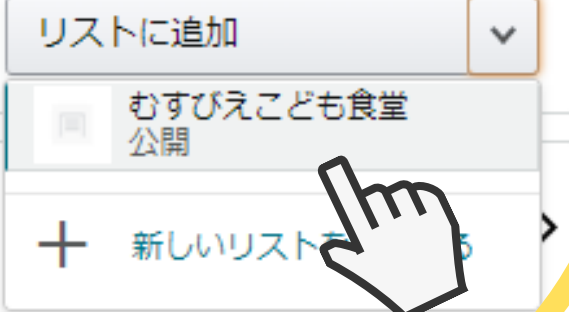 リストに追加
むすびえこども食堂
公開
新しいリストを
る